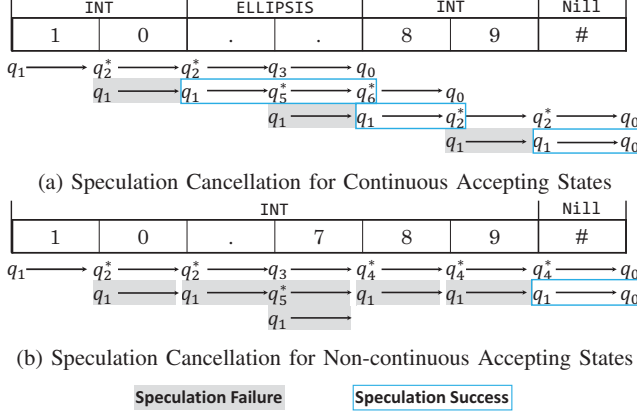 INT ELLIPSIS INT Nill
1 0 . . 8 9 #
q₁ → q₂* → q₂* → q₃ → q₀
q₁ → q₁ → q₅* → q₆* → q₀
q₁ → q₁ → q₂* → q₂* → q₀
q₁ → q₁ → q₀
(a) Speculation Cancellation for Continuous Accepting States
INT Nill
1 0 . 7 8 9 #
q₁ → q₂* → q₂* → q₃ → q₄* → q₄* → q₄* → q₀
q₁ → q₁ → q₅* → q₁ → q₁ → q₁ → q₀
q₁ →
(b) Speculation Cancellation for Non-continuous Accepting States
Speculation Failure Speculation Success